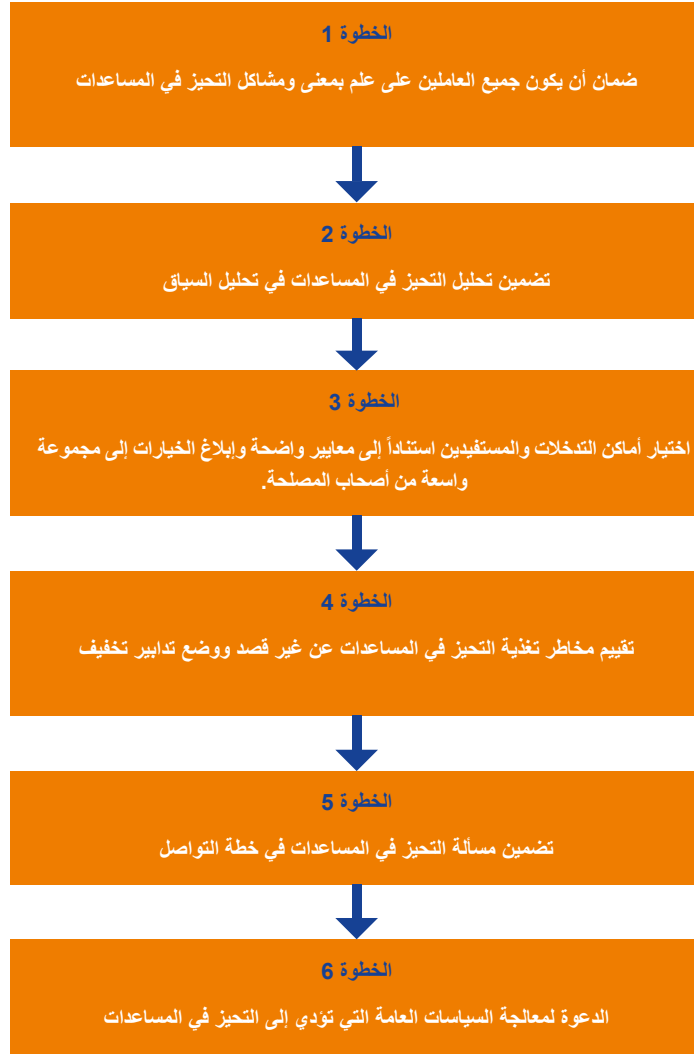 الخطوة 1
ضمان أن يكون جميع العاملين على علم بمعنى ومشاكل التحيز في المساعدات
الخطوة 2
تضمين تحليل التحيز في المساعدات في تحليل السياق
الخطوة 3
اختيار أماكن التدخلات والمستفيدين استناداً إلى معايير واضحة وإبلاغ الخيارات إلى مجموعة
واسعة من أصحاب المصلحة.
الخطوة 4
تقييم مخاطر تغذية التحيز في المساعدات عن غير قصد ووضع تدابير تخفيف
الخطوة 5
تضمين مسألة التحيز في المساعدات في خطة التواصل
الخطوة 6
الدعوة لمعالجة السياسات العامة التي تؤدي إلى التحيز في المساعدات